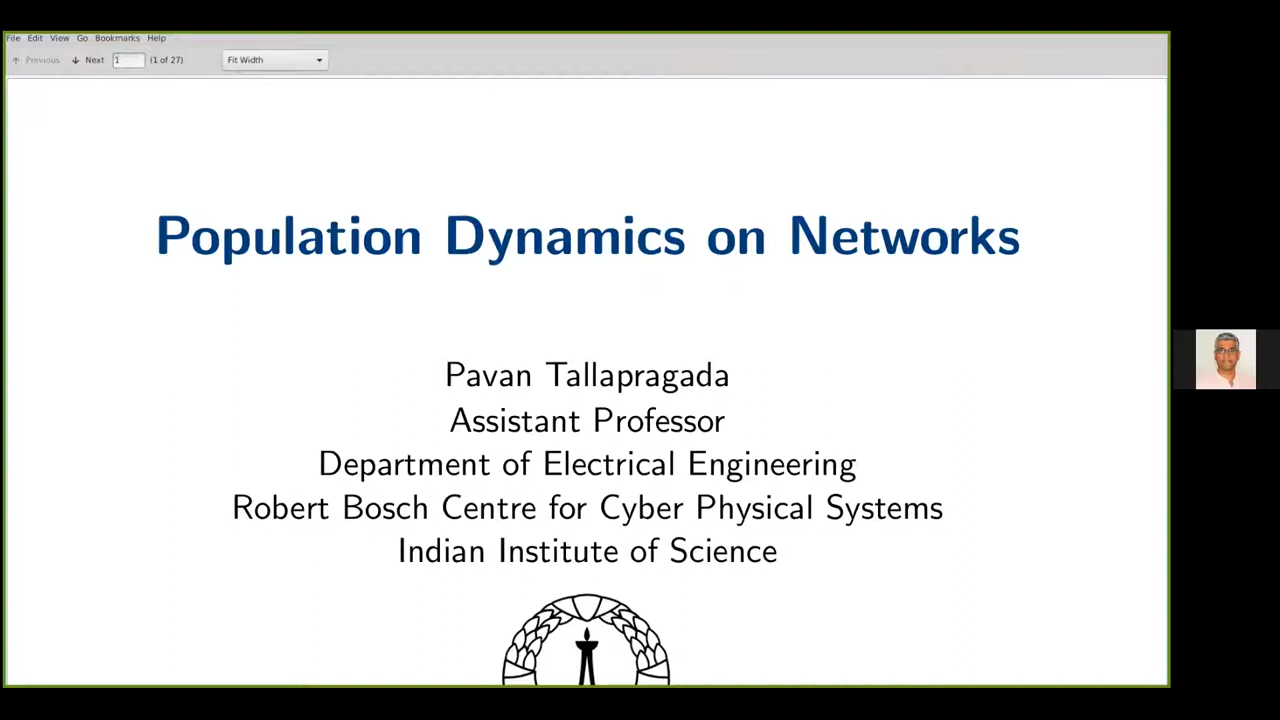 File Edit View Go Bookmarks Help
Previous Next 1 (1 of 27) Fit Width
Population Dynamics on Networks
Pavan Tallapragada
Assistant Professor
Department of Electrical Engineering
Robert Bosch Centre for Cyber Physical Systems
Indian Institute of Science